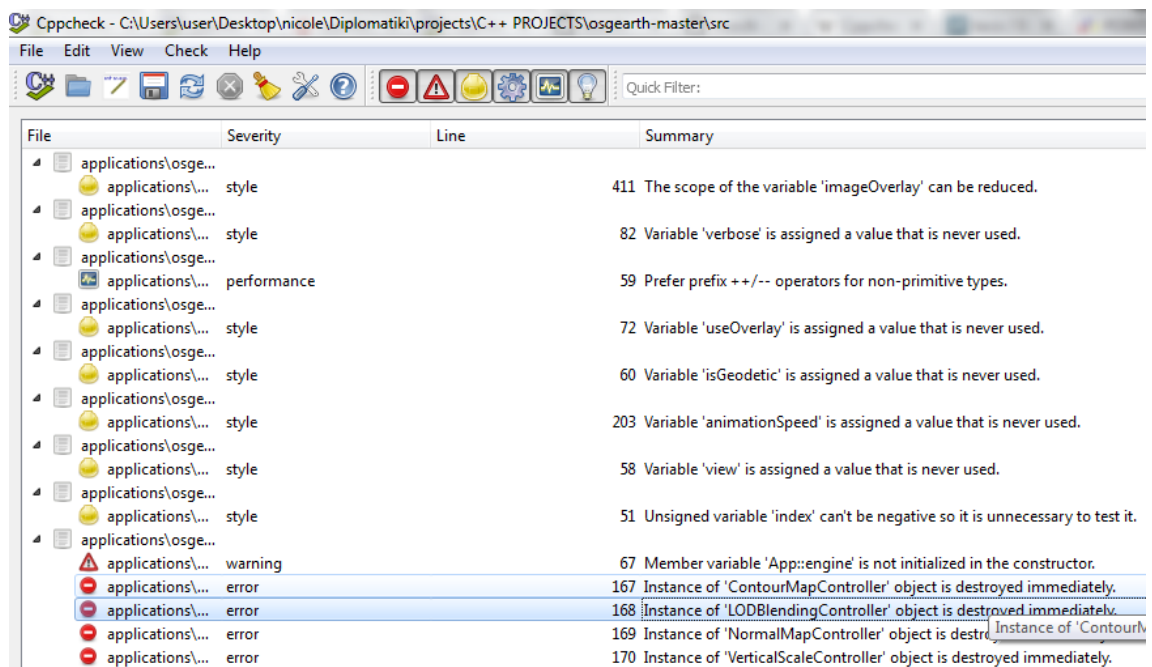 Cppcheck - C:\Users\user\Desktop\nicole\Diplomatiki\projects\C++ PROJECTS\osgearth-master\src
File Edit View Check Help
Quick Filter:
File Severity Line Summary
applications\osge...
applications\... style 411 The scope of the variable 'imageOverlay' can be reduced.
applications\osge...
applications\... style 82 Variable 'verbose' is assigned a value that is never used.
applications\osge...
applications\... performance 59 Prefer prefix ++/-- operators for non-primitive types.
applications\osge...
applications\... style 72 Variable 'useOverlay' is assigned a value that is never used.
applications\osge...
applications\... style 60 Variable 'isGeodetic' is assigned a value that is never used.
applications\osge...
applications\... style 203 Variable 'animationSpeed' is assigned a value that is never used.
applications\osge...
applications\... style 58 Variable 'view' is assigned a value that is never used.
applications\osge...
applications\... style 51 Unsigned variable 'index' can't be negative so it is unnecessary to test it.
applications\osge...
applications\... warning 67 Member variable 'App::engine' is not initialized in the constructor.
applications\... error 167 Instance of 'ContourMapController' object is destroyed immediately.
applications\... error 168 Instance of 'LODBlendingController' object is destroyed immediately.
Instance of 'ContourM
applications\... error 169 Instance of 'NormalMapController' object is destro
applications\... error 170 Instance of 'VerticalScaleController' object is destroyed immediately.